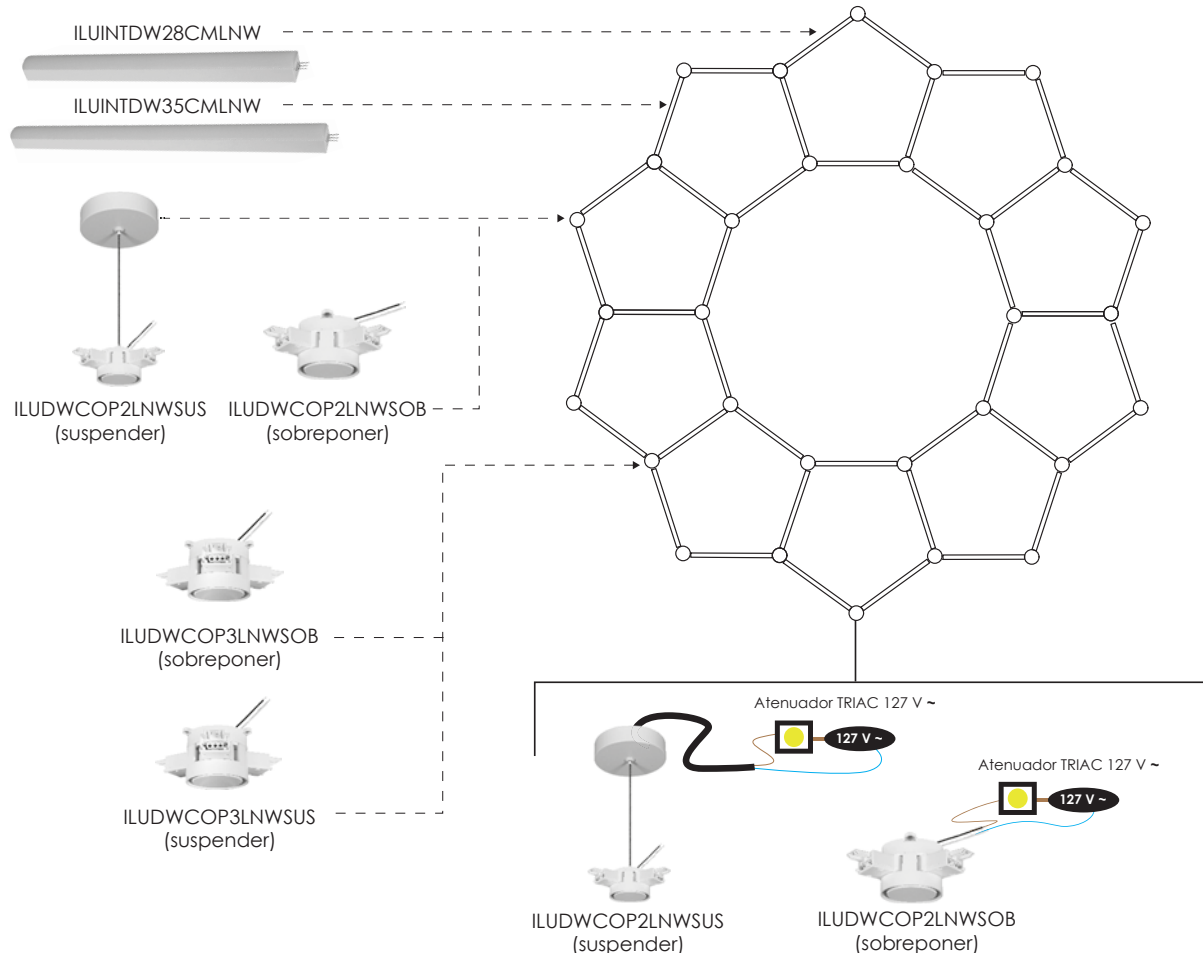 ILUINTDW28CMLNW
ILUINTDW35CMLNW
ILUDWCOP2LNWSUS
(suspender)
ILUDWCOP2LNWSOB
(sobreponer)
ILUDWCOP3LNWSOB
(sobreponer)
ILUDWCOP3LNWSUS
(suspender)
Atenuador TRIAC 127 V ~
127 V ~
Atenuador TRIAC 127 V ~
127 V ~
ILUDWCOP2LNWSUS
(suspender)
ILUDWCOP2LNWSOB
(sobreponer)